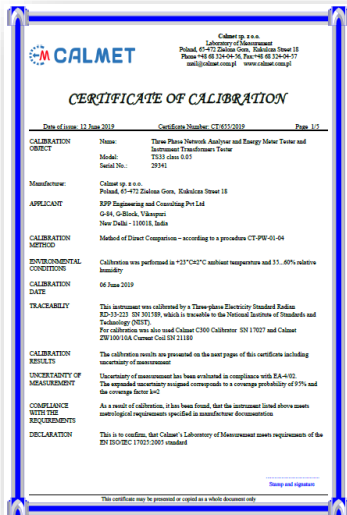 Calmet sp. z o.o.
Laboratory of Measurement
Poland, 65-472 Zielona Gora, Kukulcza Street 18
Phone +48 68 324-04-56, Fax:+48 68 324-04-57
mail@calmet.com.pl www.calmet.com.pl
CALMET
CERTIFICATE OF CALIBRATION
Date of issue: 12 June 2019 Certificate Number: CT/655/2019 Page 1/5
CALIBRATION OBJECT Name: Three Phase Network Analyser and Energy Meter Tester and
Instrument Transformers Tester
Model: TS33 class 0.05
Serial No.: 29341
Manufacturer: Calmet sp. z o.o.
Poland, 65-472 Zielona Gora, Kukulcza Street 18
APPLICANT RPP Engineering and Consulting Pvt Ltd
G-84, G-Block, Vikaspuri
New Delhi - 110018, India
CALIBRATION METHOD Method of Direct Comparison – according to a procedure CT-PW-01-04
ENVIRONMENTAL CONDITIONS Calibration was performed in +23°C±2°C ambient temperature and 35...60% relative
humidity
CALIBRATION DATE 06 June 2019
TRACEABILIY This instrument was calibrated by a Three-phase Electricity Standard Radian
RD-33-223 SN 301589, which is traceable to the National Institute of Standards and
Technology (NIST).
For calibration was also used Calmet C300 Calibrator SN 17027 and Calmet
ZW100/10A Current Coil SN 21180
CALIBRATION RESULTS The calibration results are presented on the next pages of this certificate including
uncertainty of measurement
UNCERTAINTY OF MEASUREMENT Uncertainty of measurement has been evaluated in compliance with EA-4/02.
The expanded uncertainty assigned corresponds to a coverage probability of 95% and
the coverage factor k=2
COMPLIANCE WITH THE REQUIREMENTS As a result of calibration, it has been found, that the instrument listed above meets
metrological requirements specified in manufacturer documentation
DECLARATION This is to confirm, that Calmet's Laboratory of Measurement meets requirements of the
EN ISO/IEC 17025:2005 standard
Stamp and signature
This certificate may be presented or copied as a whole document only